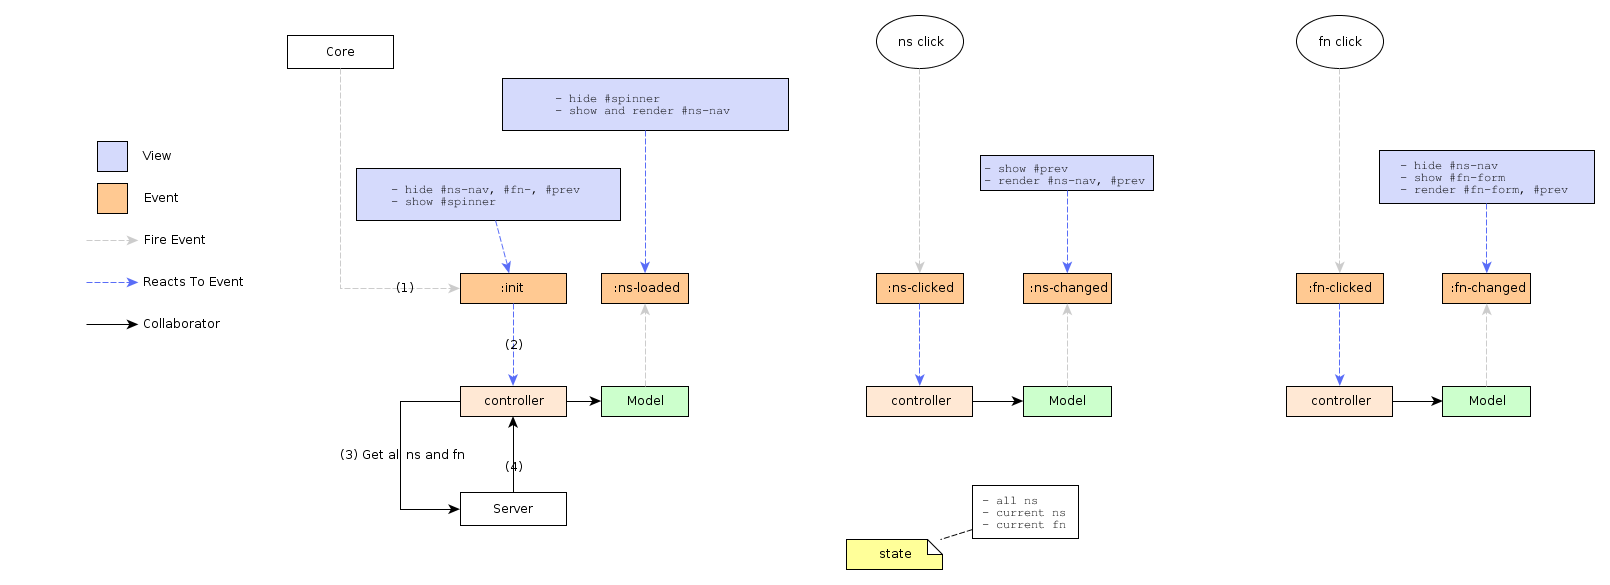 Core
ns click
fn click
- hide #spinner
- show and render #ns-nav
View
Event
Fire Event
Reacts To Event
Collaborator
- hide #ns-nav, #fn-, #prev
- show #spinner
- show #prev
- render #ns-nav, #prev
- hide #ns-nav
- show #fn-form
- render #fn-form, #prev
(1)
:init
:ns-loaded
:ns-clicked
:ns-changed
:fn-clicked
:fn-changed
(2)
controller
Model
controller
Model
controller
Model
(3) Get all ns and fn
(4)
Server
- all ns
- current ns
- current fn
state